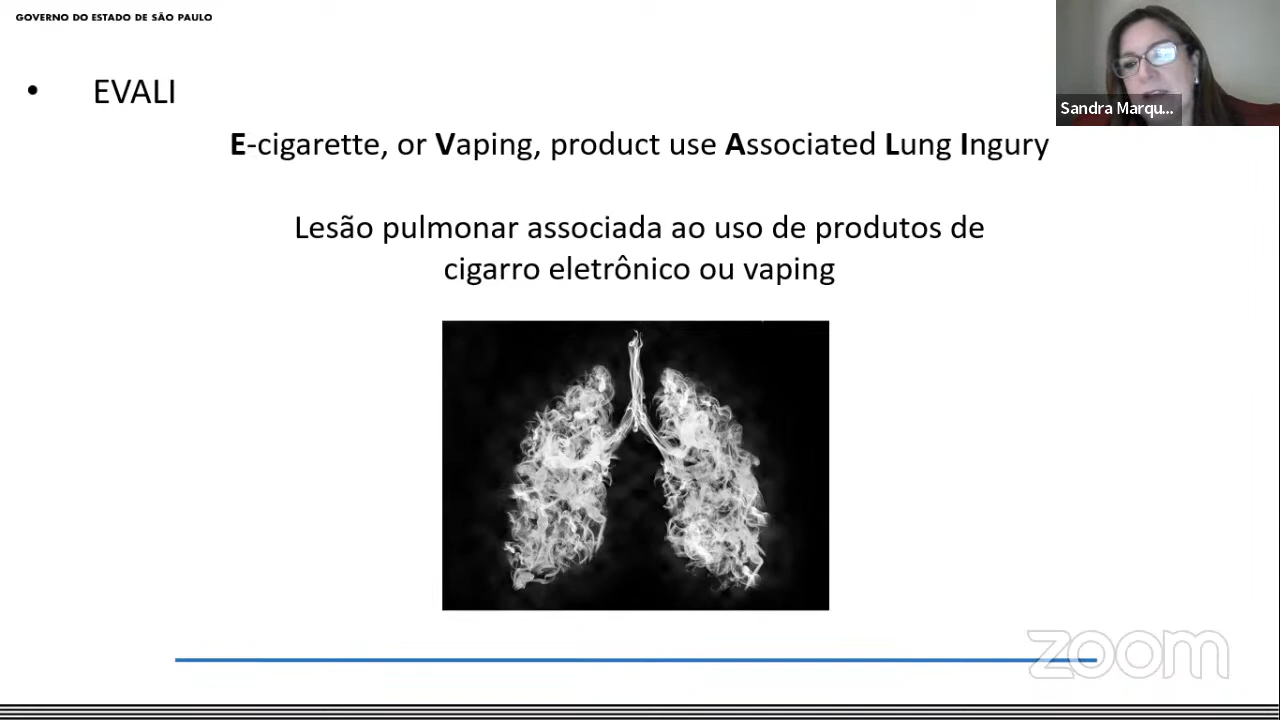 GOVERNO DO ESTADO DE SÃO PAULO
Sandra Marqu...
• EVALI
E-cigarette, or Vaping, product use Associated Lung Ingury
Lesão pulmonar associada ao uso de produtos de
cigarro eletrônico ou vaping
zoom